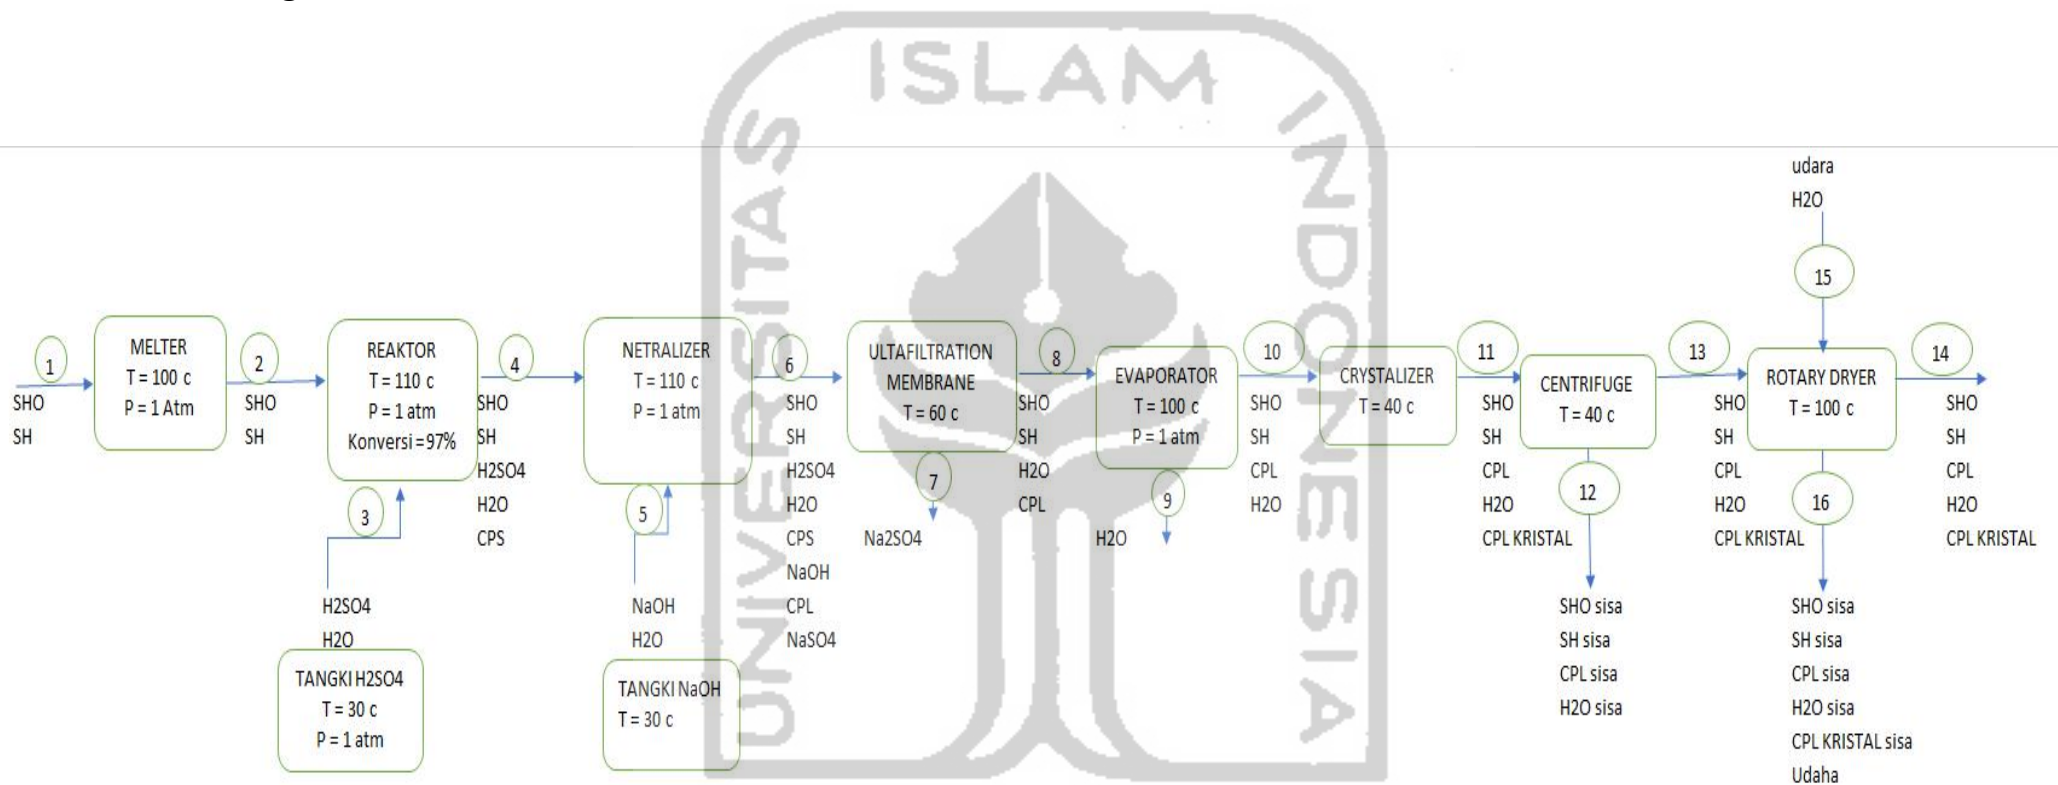 UNIVERSITAS
ISLAM
INDONESIA
1
SHO
SH
MELTER
T = 100 c
P = 1 Atm
2
SHO
SH
REAKTOR
T = 110 c
P = 1 atm
Konversi =97%
3
H2SO4
H2O
TANGKI H2SO4
T = 30 c
P = 1 atm
4
SHO
SH
H2SO4
H2O
CPS
NETRALIZER
T = 110 c
P = 1 atm
5
NaOH
H2O
TANGKI NaOH
T = 30 c
6
SHO
SH
H2SO4
H2O
CPS
NaOH
CPL
NaSO4
ULTAFILTRATION
MEMBRANE
T = 60 c
7
Na2SO4
8
SHO
SH
H2O
CPL
EVAPORATOR
T = 100 c
P = 1 atm
9
H2O
10
SHO
SH
CPL
H2O
CRYSTALIZER
T = 40 c
11
SHO
SH
CPL
H2O
CPL KRISTAL
CENTRIFUGE
T = 40 c
12
SHO sisa
SH sisa
CPL sisa
H2O sisa
13
SHO
SH
CPL
H2O
CPL KRISTAL
udara
H2O
15
ROTARY DRYER
T = 100 c
16
SHO sisa
SH sisa
CPL sisa
H2O sisa
CPL KRISTAL sisa
Udaha
14
SHO
SH
CPL
H2O
CPL KRISTAL